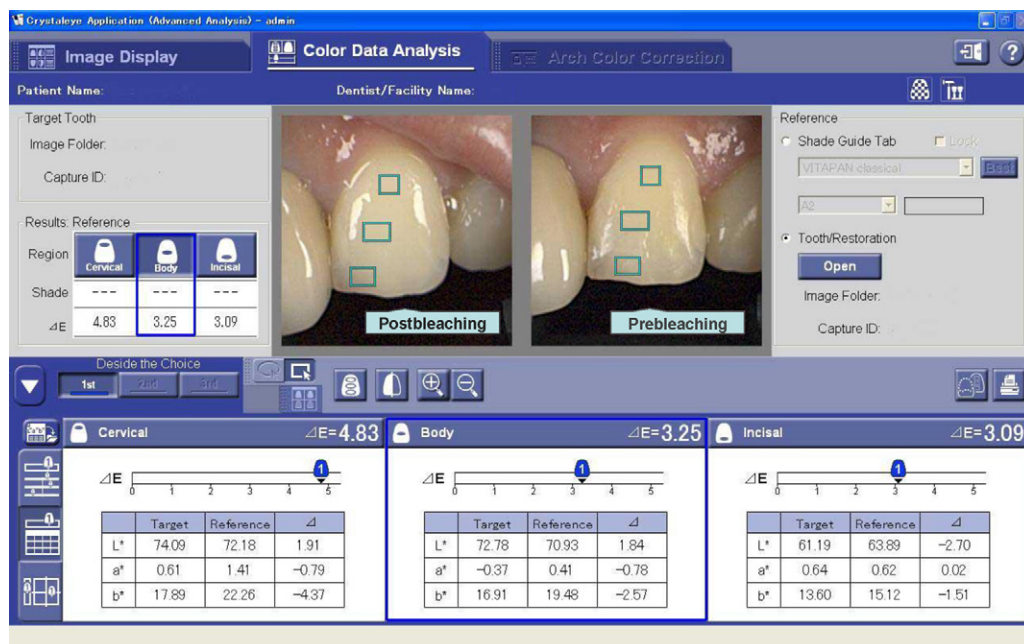 Crystaleye Application (Advanced Analysis) - admin
Image Display
Color Data Analysis
Arch Color Correction
?
Patient Name:
Dentist/Facility Name:
Target Tooth
Image Folder:
Capture ID:
Results: Reference
Region Cervical Body Incisal
Shade --- --- ---
⊿E 4.83 3.25 3.09
Postbleaching
Prebleaching
Reference
Shade Guide Tab Lock
VITAPAN classical Best
A2
Tooth/Restoration
Open
Image Folder:
Capture ID:
Deside the Choice
1st 2nd 3rd
Cervical ⊿E=4.83
⊿E 1
0 1 2 3 4 5
Target Reference ⊿
L* 74.09 72.18 1.91
a* 0.61 1.41 -0.79
b* 17.89 22.26 -4.37
Body ⊿E=3.25
⊿E 1
0 1 2 3 4 5
Target Reference ⊿
L* 72.78 70.93 1.84
a* -0.37 0.41 -0.78
b* 16.91 19.48 -2.57
Incisal ⊿E=3.09
⊿E 1
0 1 2 3 4 5
Target Reference ⊿
L* 61.19 63.89 -2.70
a* 0.64 0.62 0.02
b* 13.60 15.12 -1.51